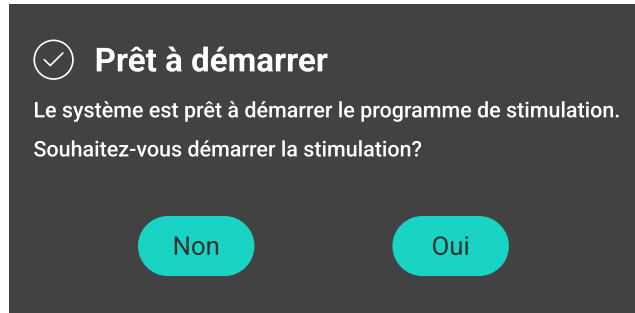 Prêt à démarrer
Le système est prêt à démarrer le programme de stimulation.
Souhaitez-vous démarrer la stimulation?
Non
Oui